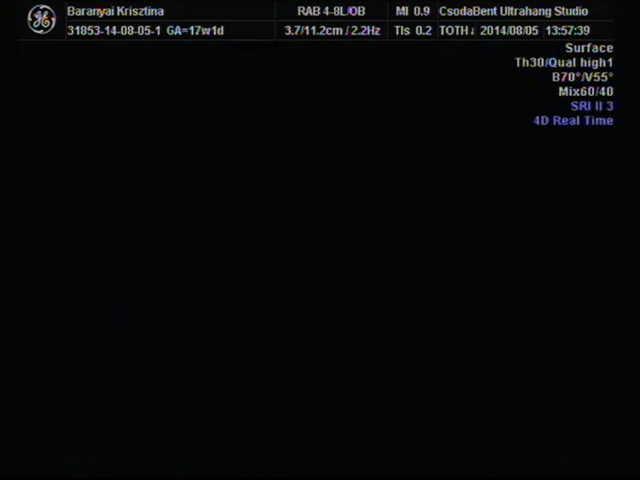 Baranyai Krisztina RAB 4-8L/OB MI 0.9 CsodaBent Ultrahang Studio
31853-14-08-05-1 GA=17w1d 3.7/11.2cm / 2.2Hz TIs 0.2 TOTH↓ 2014/08/05 13:57:39
Surface
Th30/Qual high1
B70°/V55°
Mix60/40
SRI II 3
4D Real Time